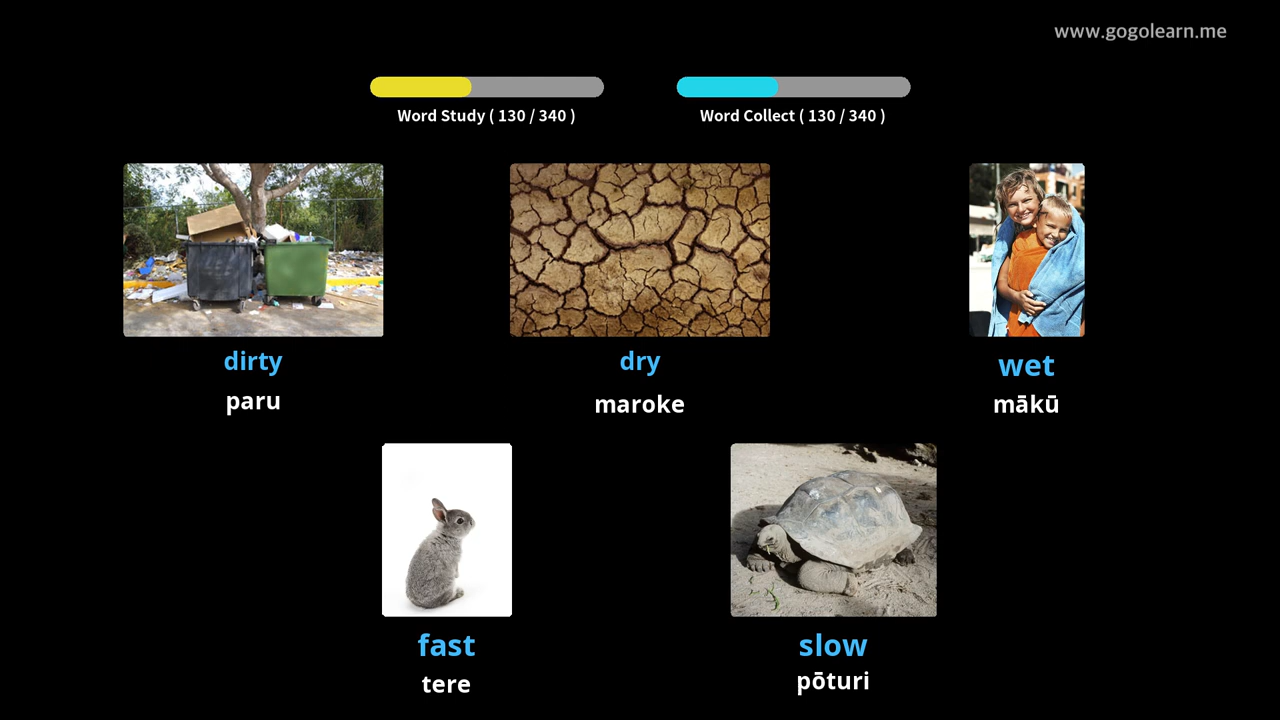 www.gogolearn.me
Word Study ( 130 / 340 )
Word Collect ( 130 / 340 )
dirty
paru
dry
maroke
wet
mākū
fast
tere
slow
pōturi